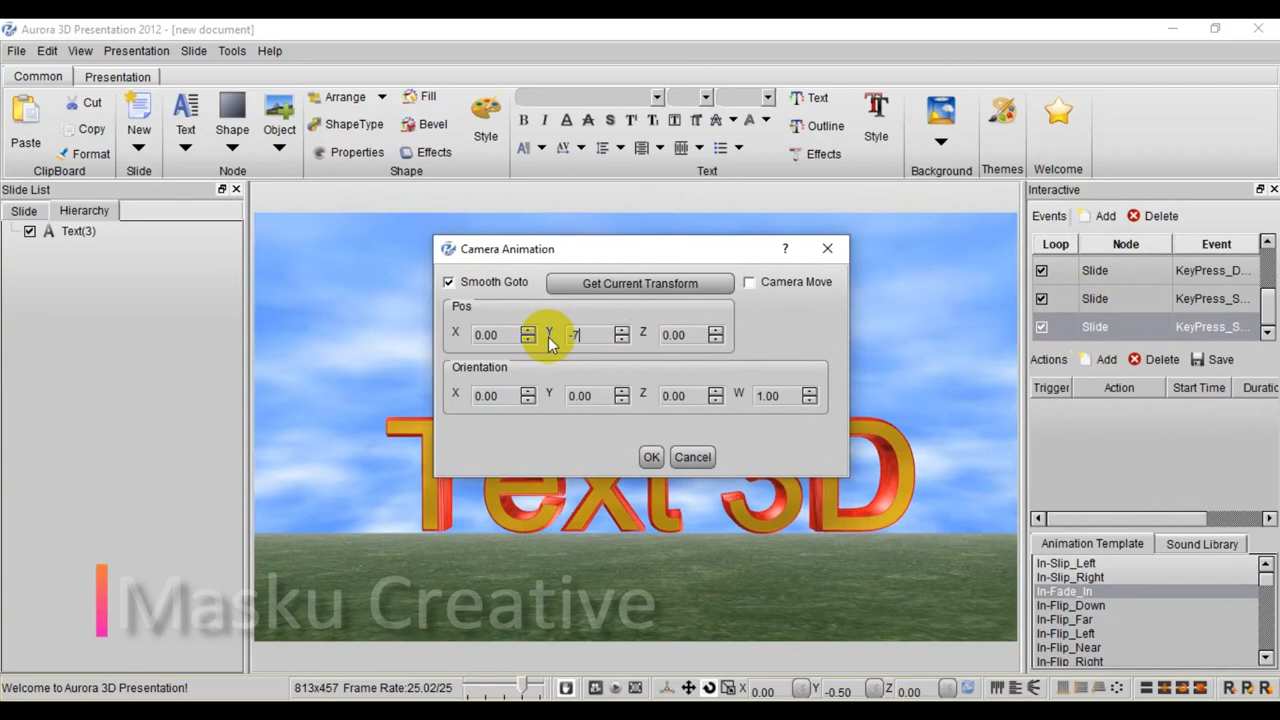 Aurora 3D Presentation 2012 - [new document]
File Edit View Presentation Slide Tools Help
Common Presentation
Paste Cut Copy Format ClipBoard
New Slide
Text Shape Object Node
Arrange ShapeType Properties Fill Bevel Effects Style Shape
B I A A S T T T T A A
Text Outline Effects Style Text
Background Themes Welcome
Slide List
Slide Hierarchy
Text(3)
Camera Animation ?
Smooth Goto Get Current Transform Camera Move
Pos
X 0.00 Y -7 Z 0.00
Orientation
X 0.00 Y 0.00 Z 0.00 W 1.00
OK Cancel
Text 3D
Masku Creative
Interactive
Events Add Delete
Loop Node Event
Slide KeyPress_D...
Slide KeyPress_S...
Slide KeyPress_S...
Actions Add Delete Save
Trigger Action Start Time Duratio
Animation Template Sound Library
In-Slip_Left
In-Slip_Right
In-Fade_In
In-Flip_Down
In-Flip_Far
In-Flip_Left
In-Flip_Near
In-Flip_Right
Welcome to Aurora 3D Presentation! 813x457 Frame Rate:25.02/25 X 0.00 Y -0.50 Z 0.00 R R R